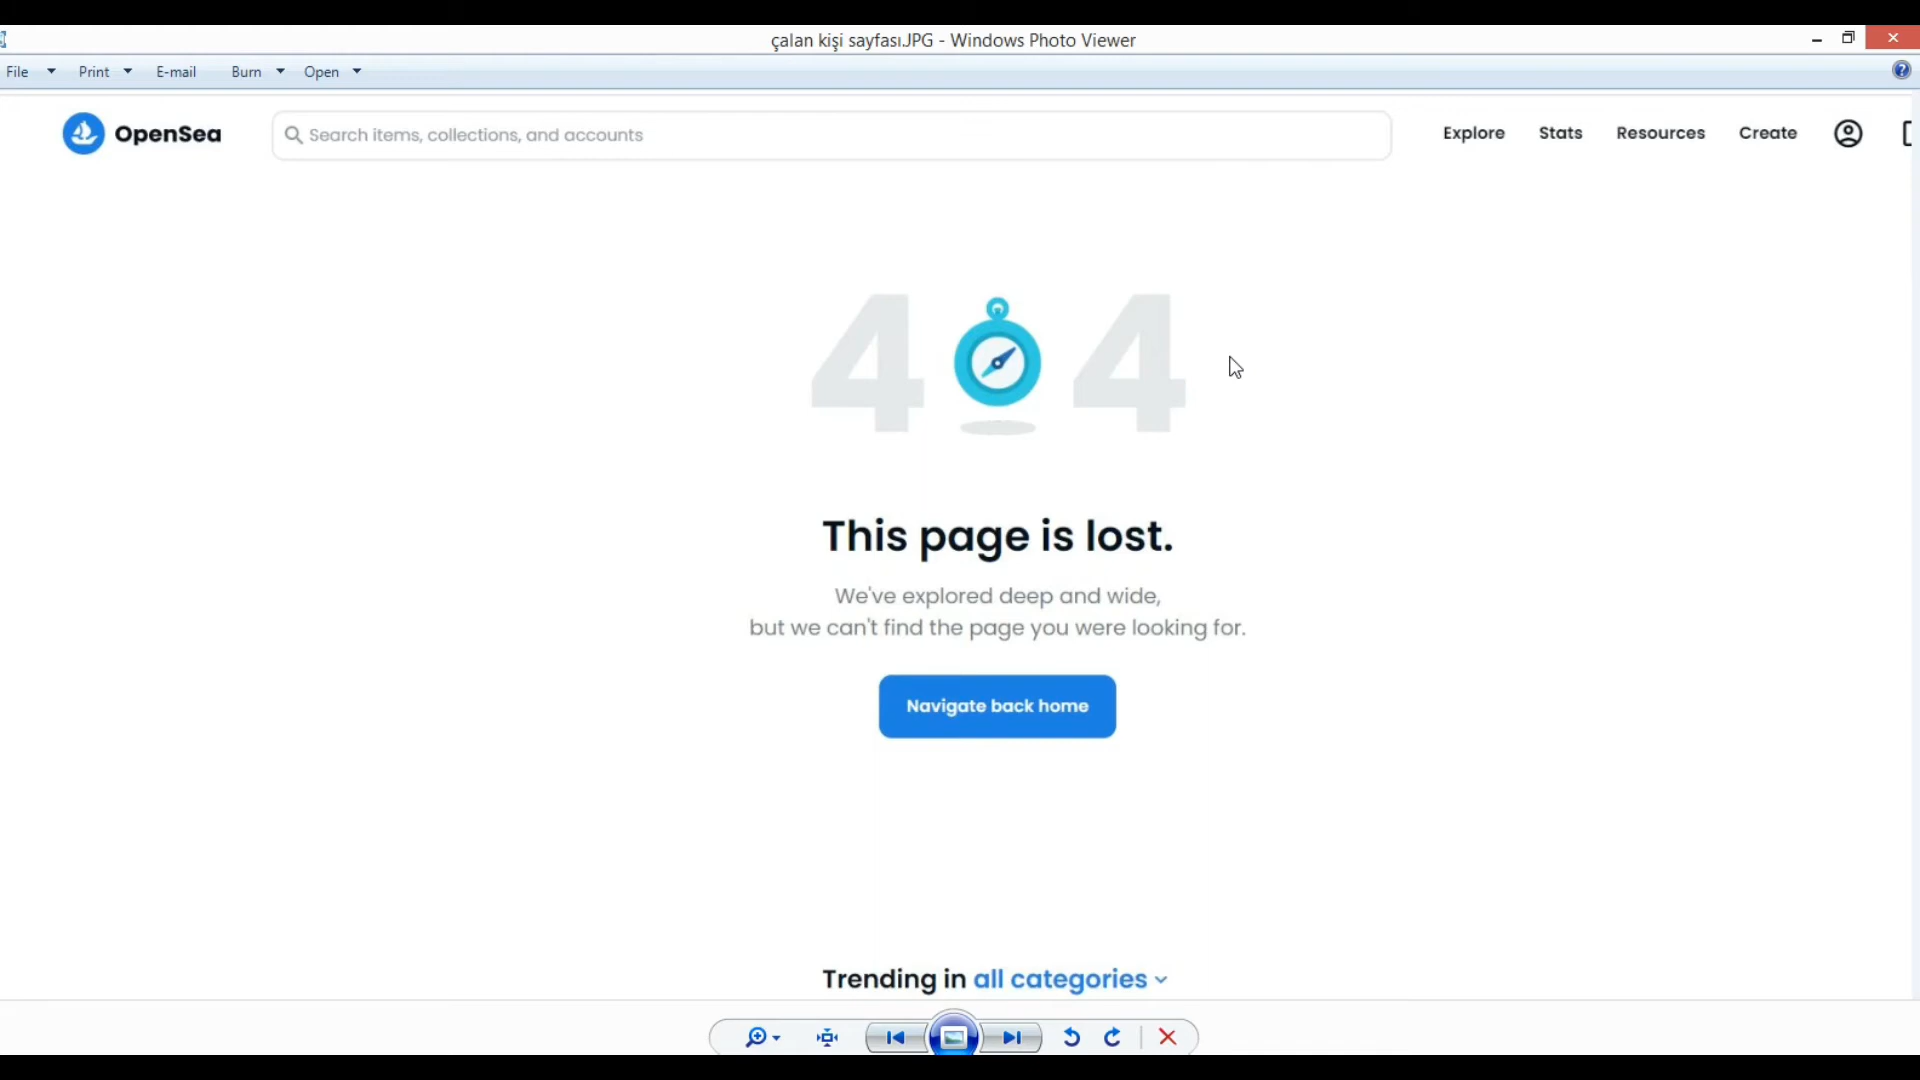 çalan kişi sayfası.JPG - Windows Photo Viewer
File Print E-mail Burn Open
OpenSea Search items, collections, and accounts Explore Stats Resources Create
404
This page is lost.
We've explored deep and wide,
but we can't find the page you were looking for.
Navigate back home
Trending in all categories